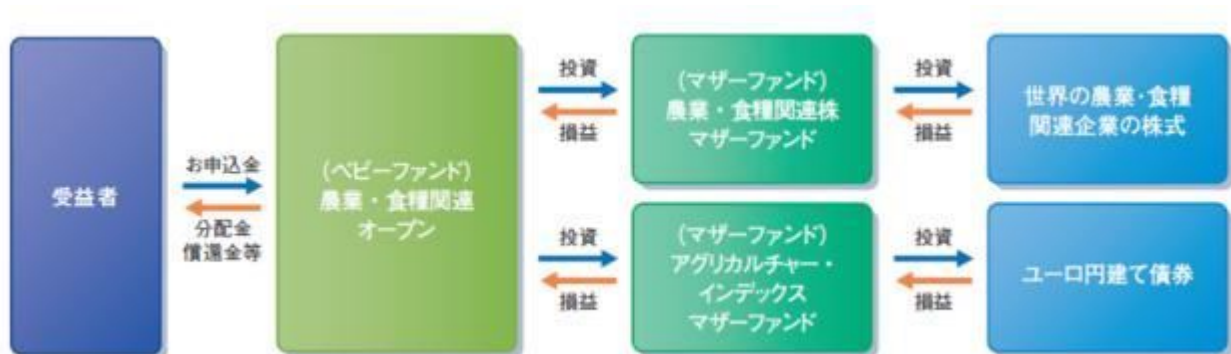 受益者
お申込金
分配金
償還金等
(ベビーファンド)
農業・食糧関連
オープン
投資
損益
(マザーファンド)
農業・食糧関連株
マザーファンド
投資
損益
世界の農業・食糧
関連企業の株式
投資
損益
(マザーファンド)
アグリカルチャー・
インデックス
マザーファンド
投資
損益
ユーロ円建て債券